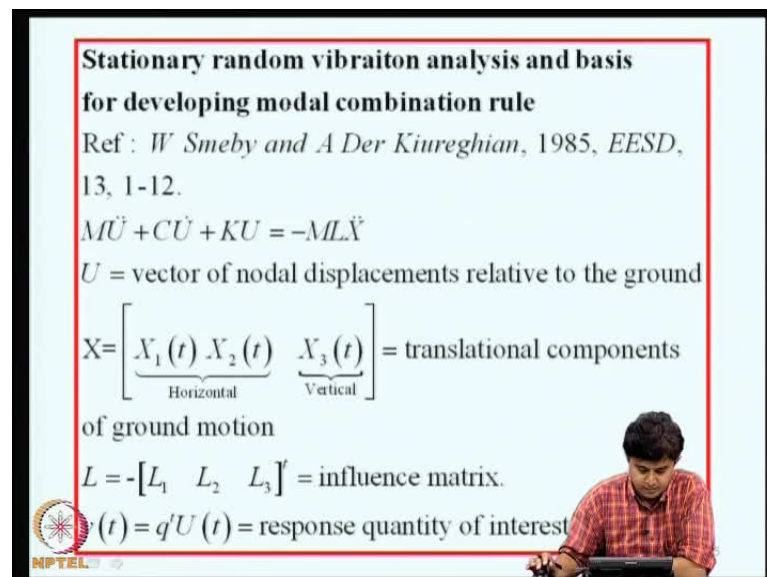 Stationary random vibraiton analysis and basis
for developing modal combination rule
Ref : W Smeby and A Der Kiureghian, 1985, EESD,
13, 1-12.
MÜ + CU̇ + KU = -MLẌ
U = vector of nodal displacements relative to the ground
X= [X₁(t) X₂(t) X₃(t)] = translational components
Horizontal Vertical
of ground motion
L = -[L₁ L₂ L₃]ᵗ = influence matrix.
(t) = qᵗU(t) = response quantity of interest
NPTEL